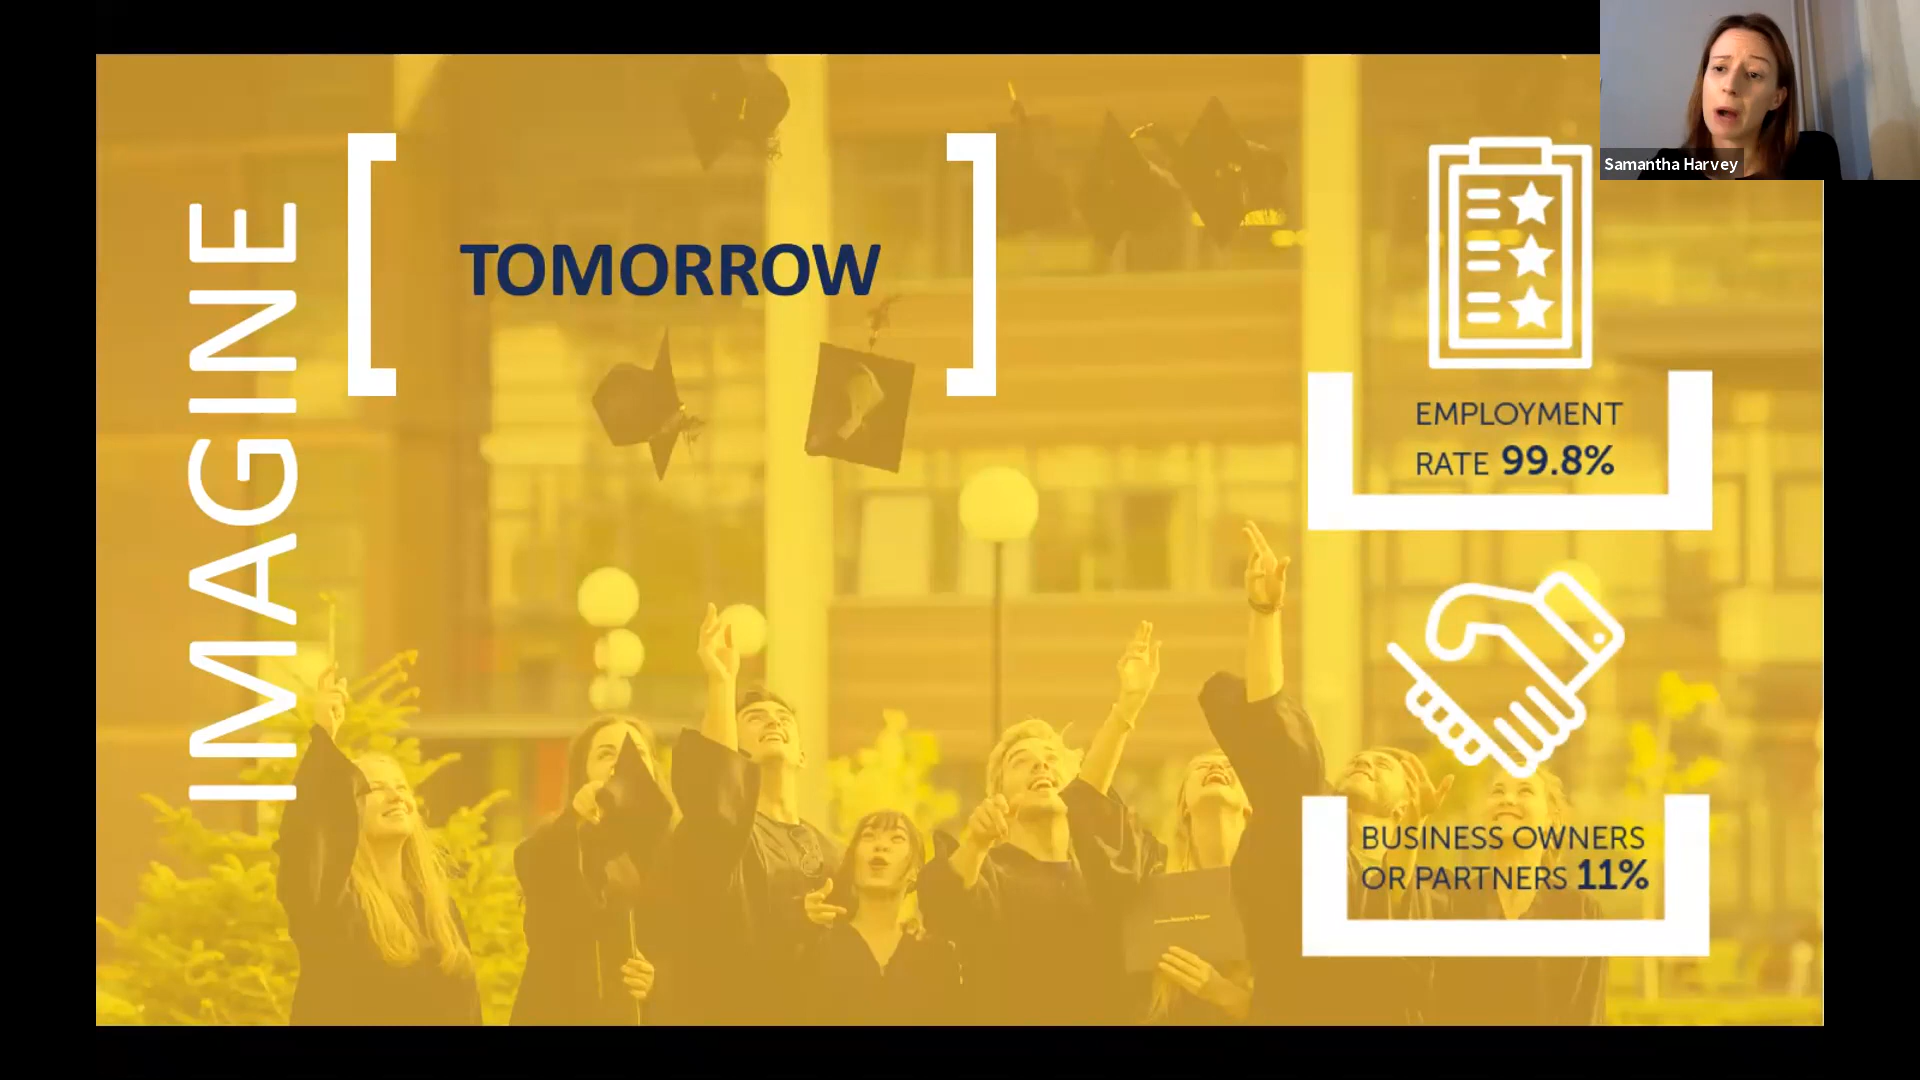 IMAGINE
TOMORROW
EMPLOYMENT
RATE 99.8%
BUSINESS OWNERS
OR PARTNERS 11%
Samantha Harvey